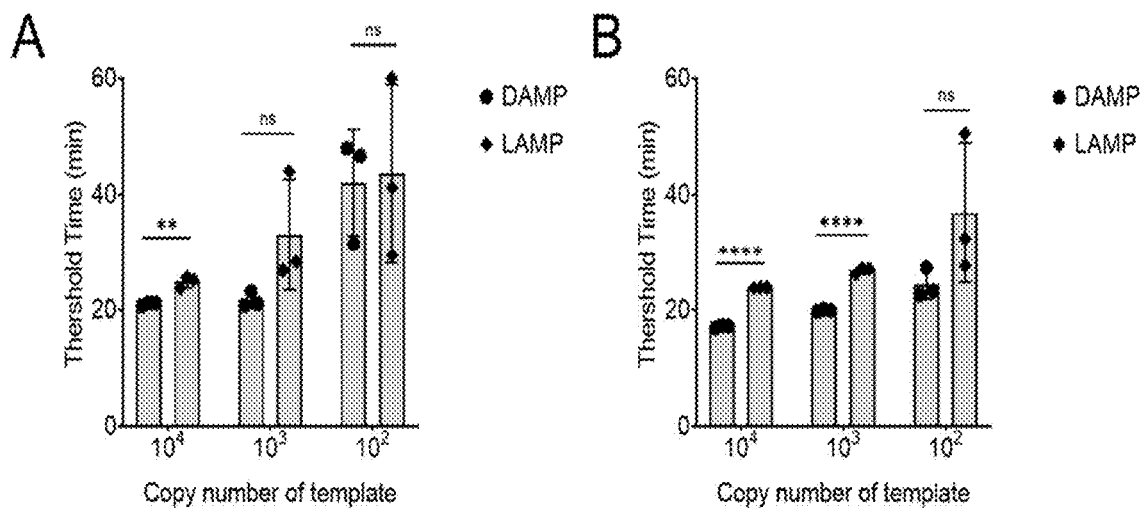 A
ns
60
ns
● DAMP
♦ LAMP
Thershold Time (min)
40
**
20
0
10⁴
10³
10²
Copy number of template
B
ns
60
● DAMP
♦ LAMP
Thershold Time (min)
40
****
****
20
0
10⁴
10³
10²
Copy number of template